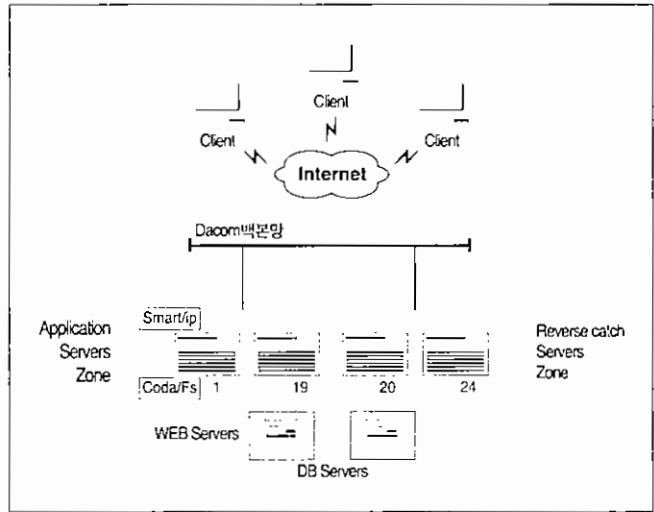 Client
Client
Client
Internet
Dacom백본망
Smart/ip
Application
Servers
Zone
Reverse catch
Servers
Zone
Coda/Fs
1
19
20
24
WEB Servers
DB Servers